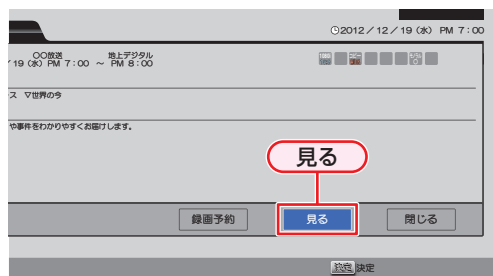 2012/12/19(水) PM 7:00
〇〇放送 地上デジタル
/19(水) PM 7:00 ~ PM 8:00
ス ▽世界の今
や事件をわかりやすくお届けします。
見る
録画予約 見る 閉じる
決定 決定